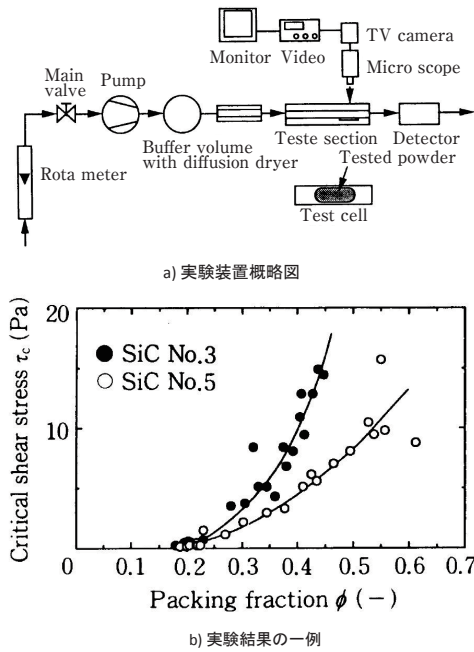 Monitor Video
TV camera
Micro scope
Main
valve
Pump
Buffer volume
with diffusion dryer
Teste section
Tested powder
Detector
Rota meter
Test cell
a) 実験装置概略図
Critical shear stress τc (Pa)
20
10
0
SiC No.3
SiC No.5
0 0.1 0.2 0.3 0.4 0.5 0.6 0.7
Packing fraction ϕ (−)
b) 実験結果の一例